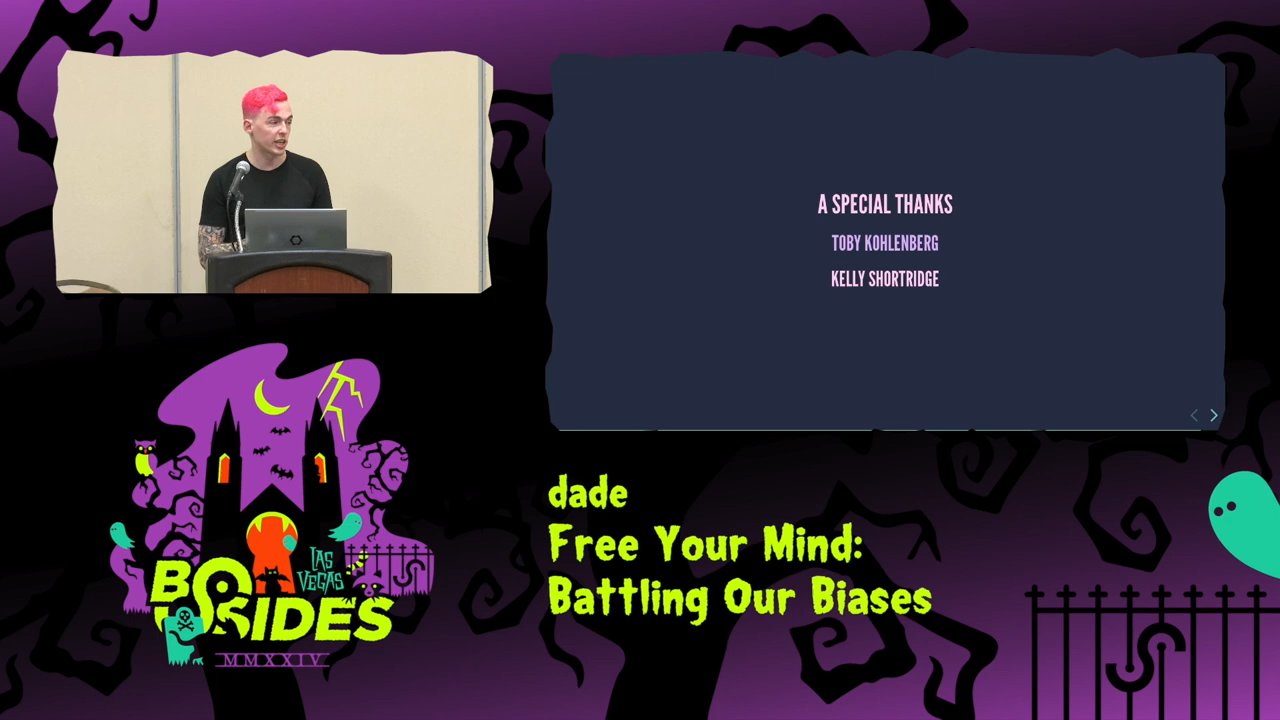 A SPECIAL THANKS
TOBY KOHLENBERG
KELLY SHORTRIDGE
dade
Free Your Mind:
Battling Our Biases
LAS
VEGAS
BSIDES
MMXXIV